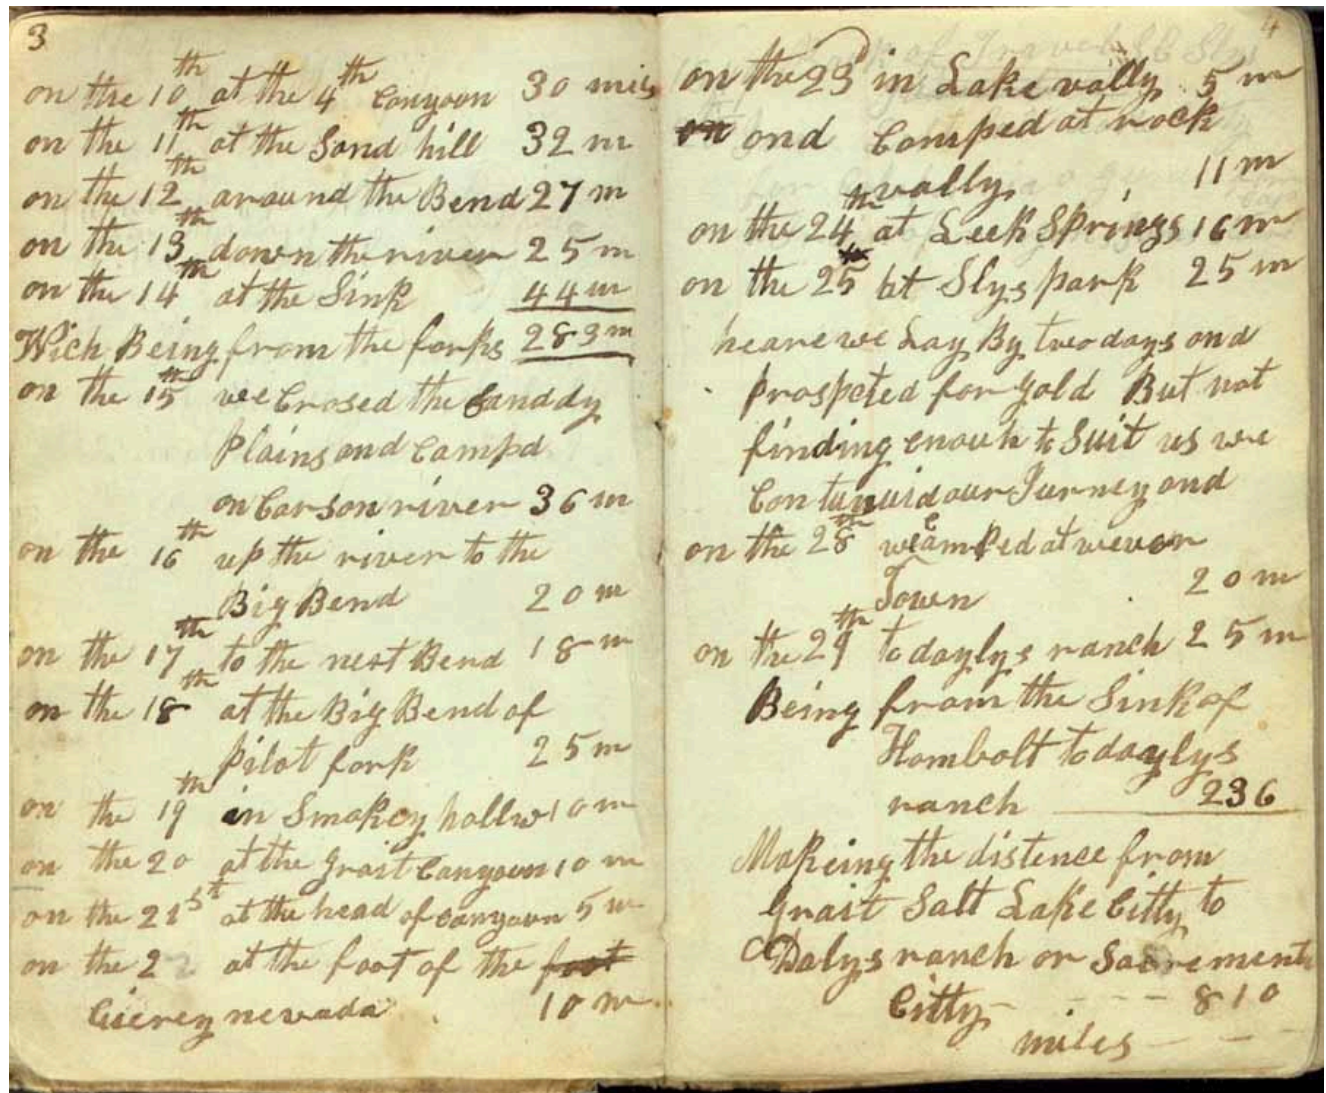 3
on the 10th at the 4th Canyoon 30 mils
on the 11th at the Sand hill 32 m
on the 12th around the Bend 27 m
on the 13th down the river 25 m
on the 14th at the Sink 44 m
Wich Being from the forks 283 m
on the 15th we Crosed the Sanddy
Plains and Campd
on Carson river 36 m
on the 16th up the river to the
Big Bend 20 m
on the 17th to the nest Bend 18 m
on the 18th at the Big Bend of
Pilot fork 25 m
on the 19th in Smokey hollw 10 m
on the 20 at the grait Canyoun 10 m
on the 21st at the head of canyoun 5 m
on the 22 at the foot of the foot
Cierey nevada 10 m
4
on the 23d in Lake vally 5 m
on and Camped at rock
vally 11 m
on the 24th at Leek Springs 16 m
on the 25th at Slys park 25 m
heare we Lay By two days and
prospeted for gold But not
finding enouh to Suit us we
Contunuid our Jurney and
on the 28th we camped at wevar
Town 20 m
on the 29th to daylys ranch 25 m
Being from the Sink of
Hombolt to daylys
ranch 236
Makeing the distence from
grait Salt Lake Citty to
Dalys ranch or Sacremento
Citty - - - - 810
miles - -